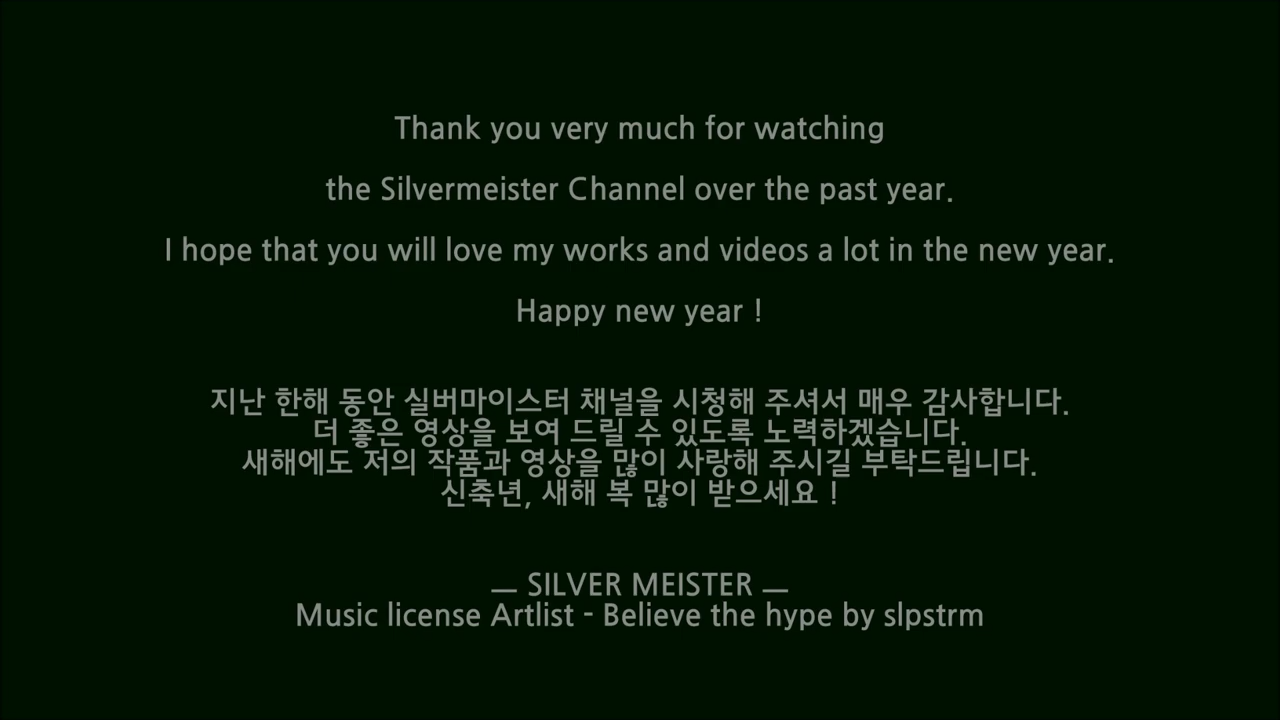 Thank you very much for watching
the Silvermeister Channel over the past year.
I hope that you will love my works and videos a lot in the new year.
Happy new year !
지난 한해 동안 실버마이스터 채널을 시청해 주셔서 매우 감사합니다.
더 좋은 영상을 보여 드릴 수 있도록 노력하겠습니다.
새해에도 저의 작품과 영상을 많이 사랑해 주시길 부탁드립니다.
신축년, 새해 복 많이 받으세요 !
— SILVER MEISTER —
Music license Artlist - Believe the hype by slpstrm